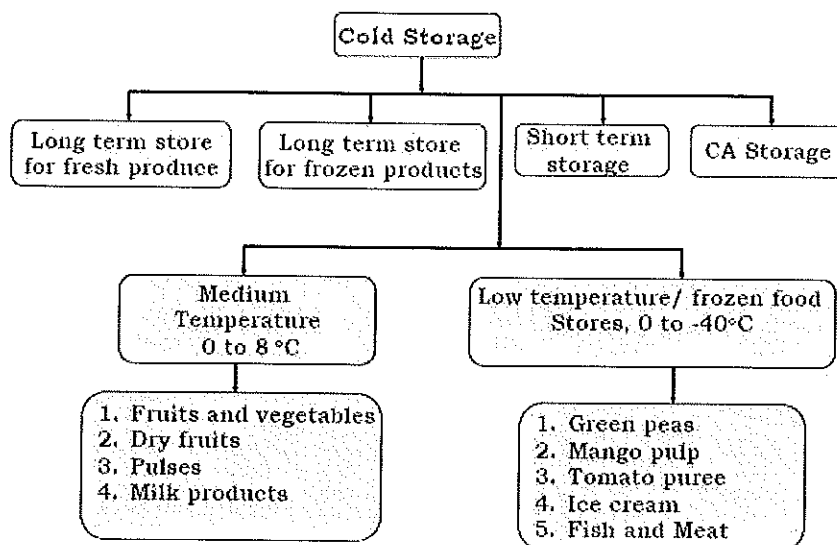 Cold Storage
Long term store
for fresh produce
Long term store
for frozen products
Short term
storage
CA Storage
Medium
Temperature
0 to 8 °C
Low temperature/ frozen food
Stores, 0 to -40°C
1. Fruits and vegetables
2. Dry fruits
3. Pulses
4. Milk products
1. Green peas
2. Mango pulp
3. Tomato puree
4. Ice cream
5. Fish and Meat